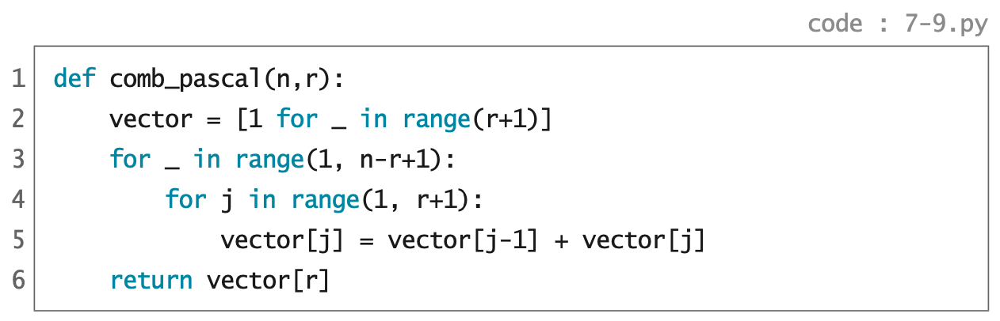 code : 7-9.py
1 def comb_pascal(n,r):
2     vector = [1 for _ in range(r+1)]
3     for _ in range(1, n-r+1):
4         for j in range(1, r+1):
5             vector[j] = vector[j-1] + vector[j]
6     return vector[r]